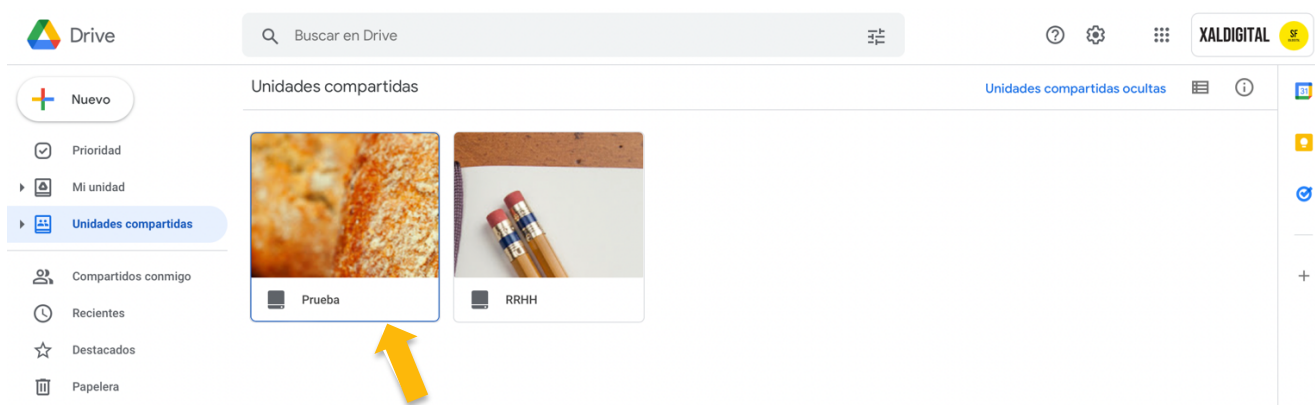 Drive
Buscar en Drive
XALDIGITAL
SF
Nuevo
Unidades compartidas
Unidades compartidas ocultas
31
Prioridad
Mi unidad
Unidades compartidas
Compartidos conmigo
Recientes
Destacados
Papelera
Prueba
RRHH